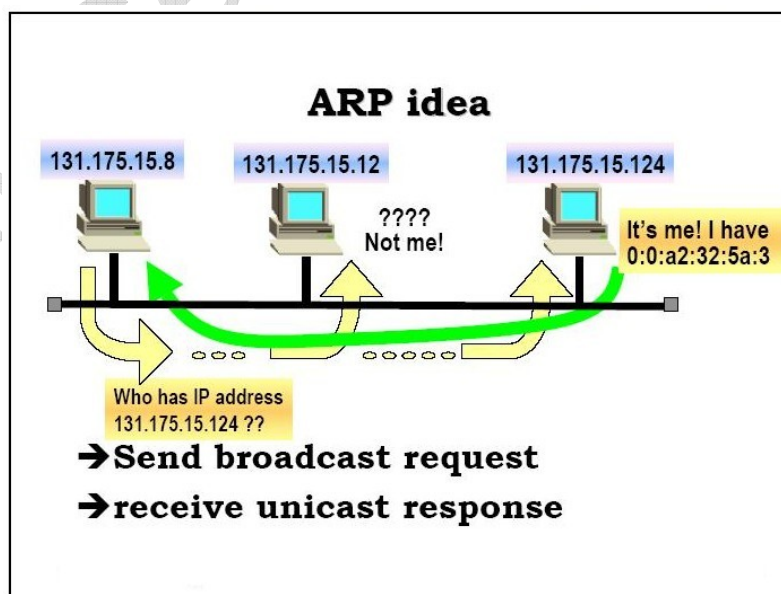 ARP idea
131.175.15.8
131.175.15.12
131.175.15.124
????
Not me!
It's me! I have
0:0:a2:32:5a:3
Who has IP address
131.175.15.124 ??
➔Send broadcast request
➔receive unicast response